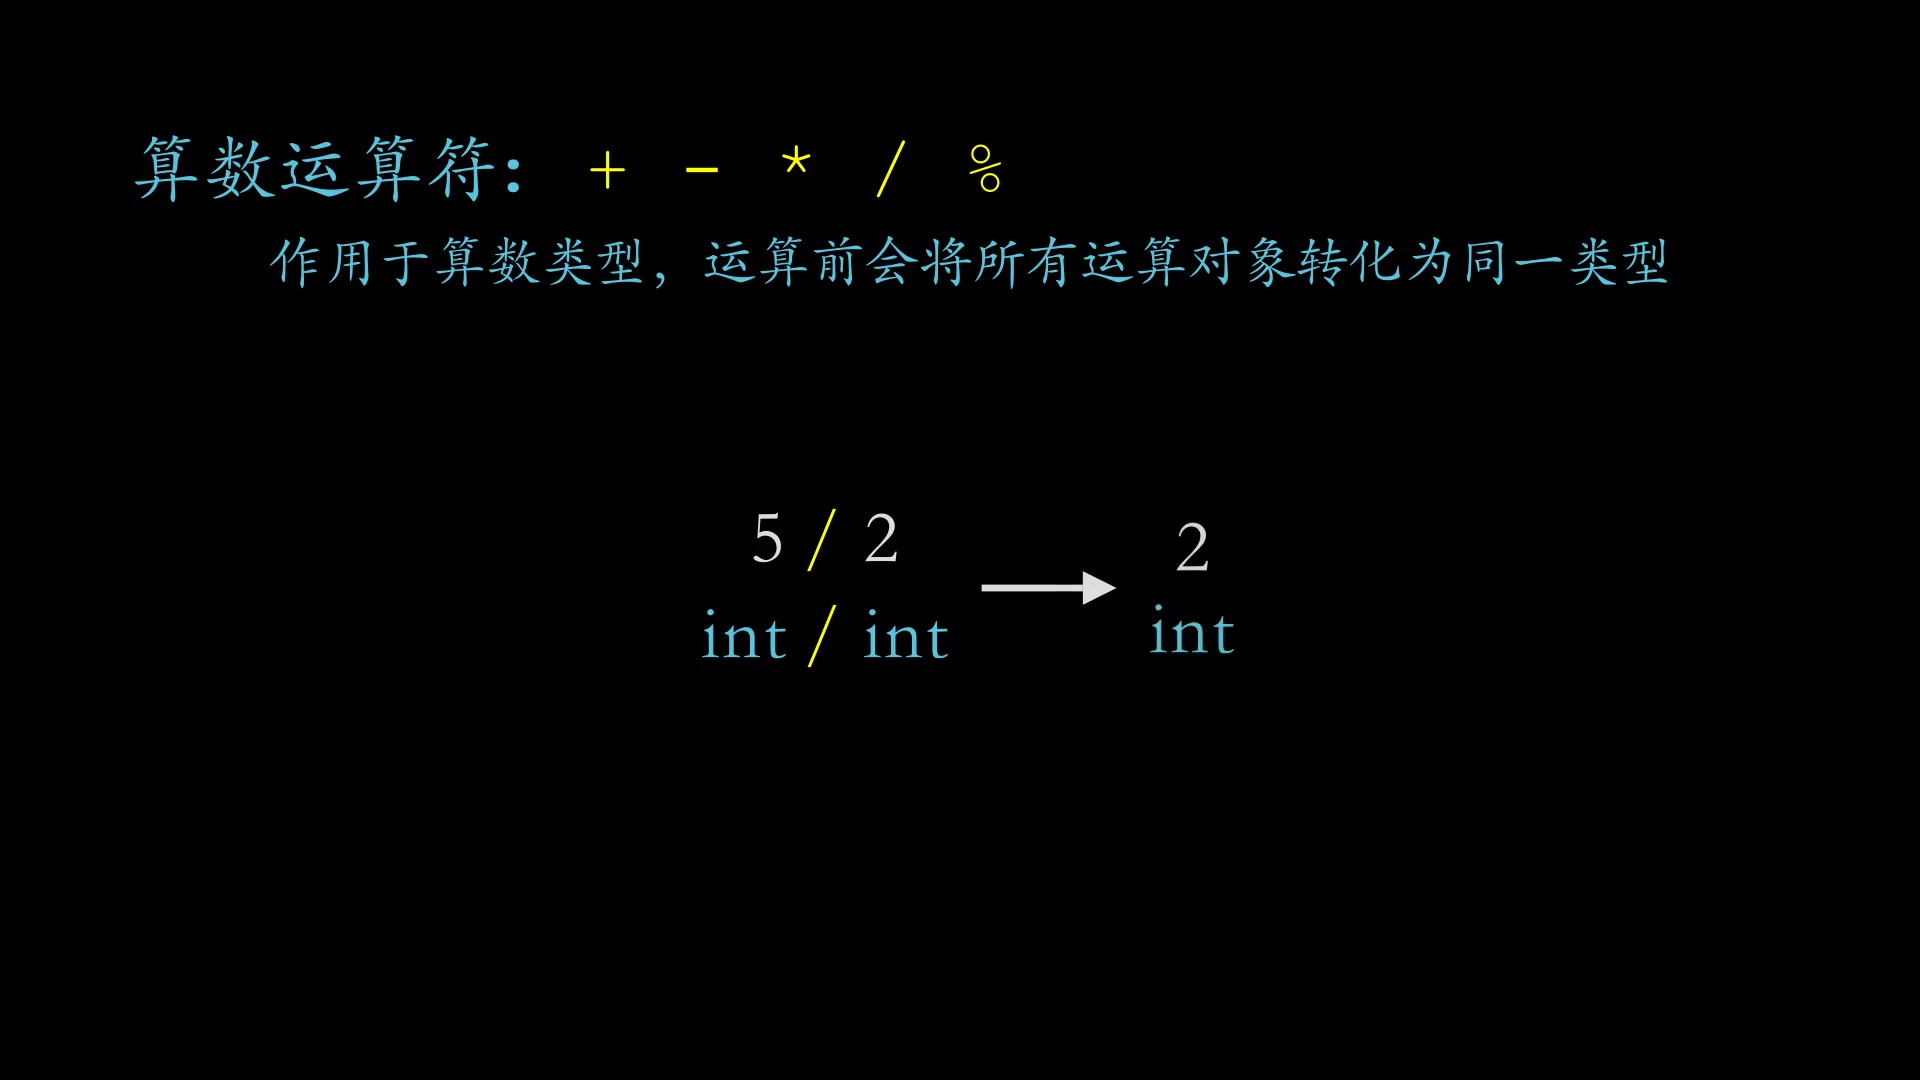 算数运算符： + - * / %
作用于算数类型，运算前会将所有运算对象转化为同一类型
5 / 2
int / int
2
int